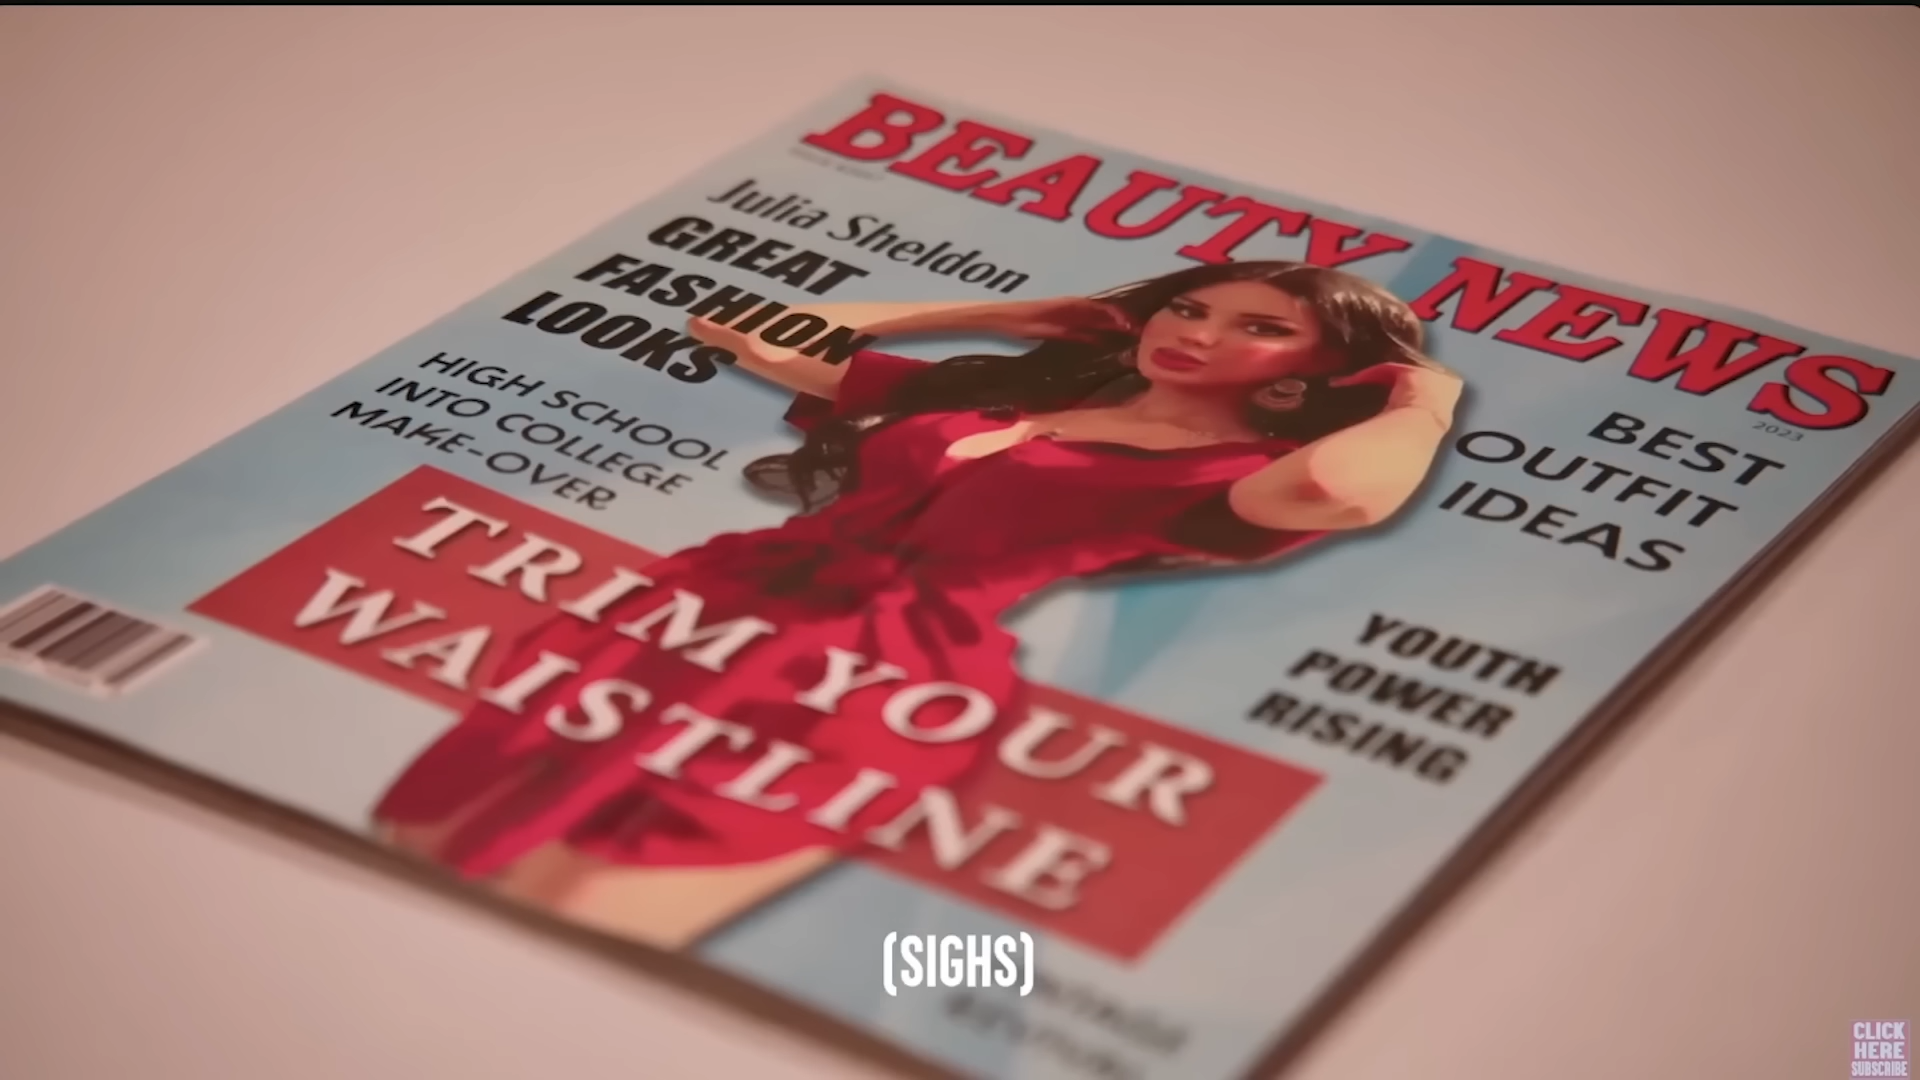 BEAUTY NEWS
2023
Julia Sheldon
GREAT
FASHION
LOOKS
HIGH SCHOOL
INTO COLLEGE
MAKE-OVER
BEST
OUTFIT
IDEAS
TRIM YOUR
WAISTLINE
YOUTH
POWER
RISING
(SIGHS)
CLICK
HERE
SUBSCRIBE